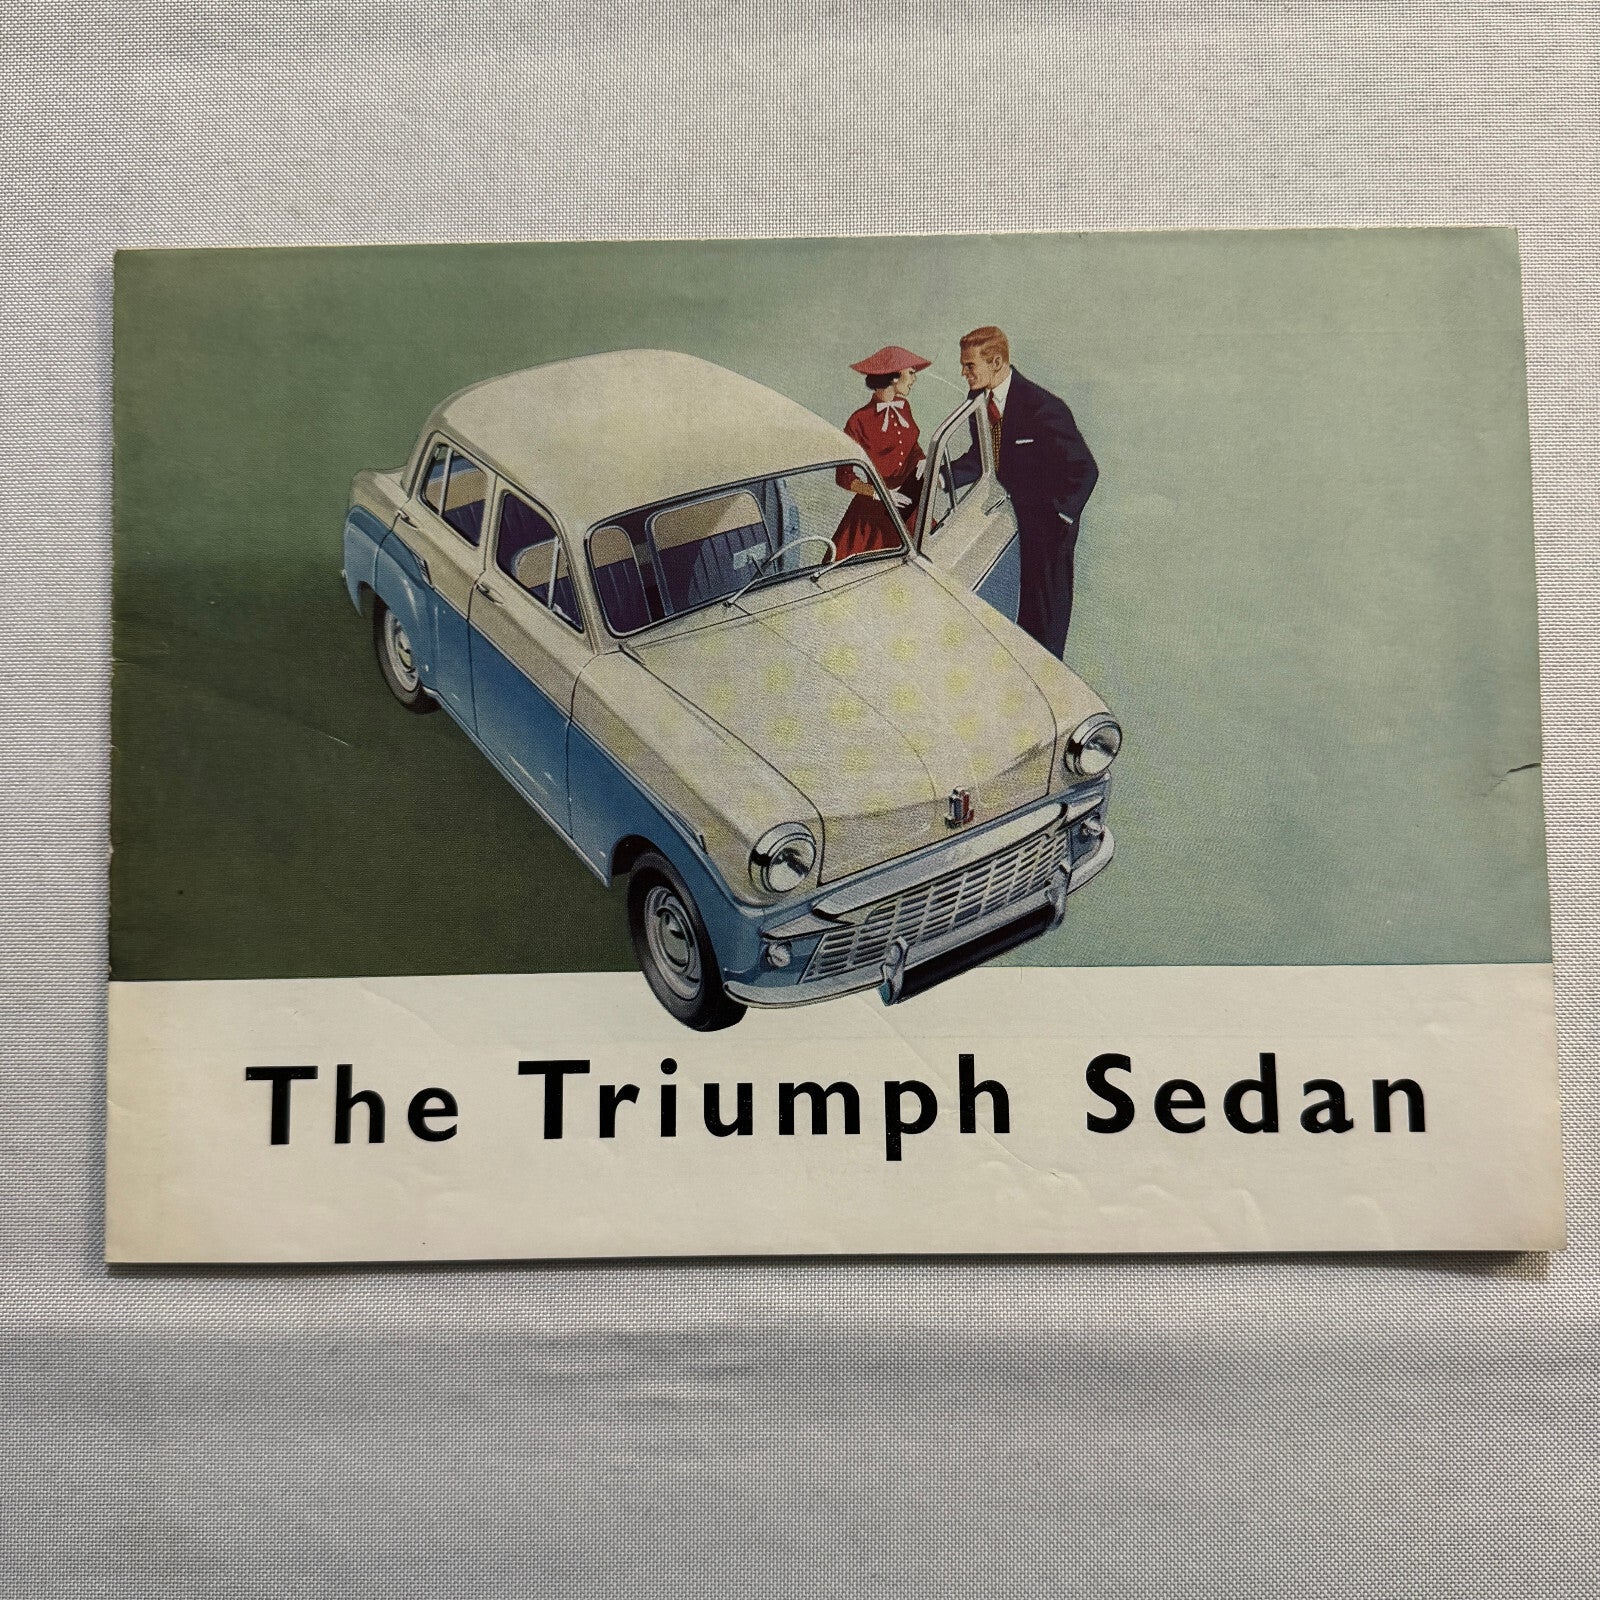 The Triumph Sedan